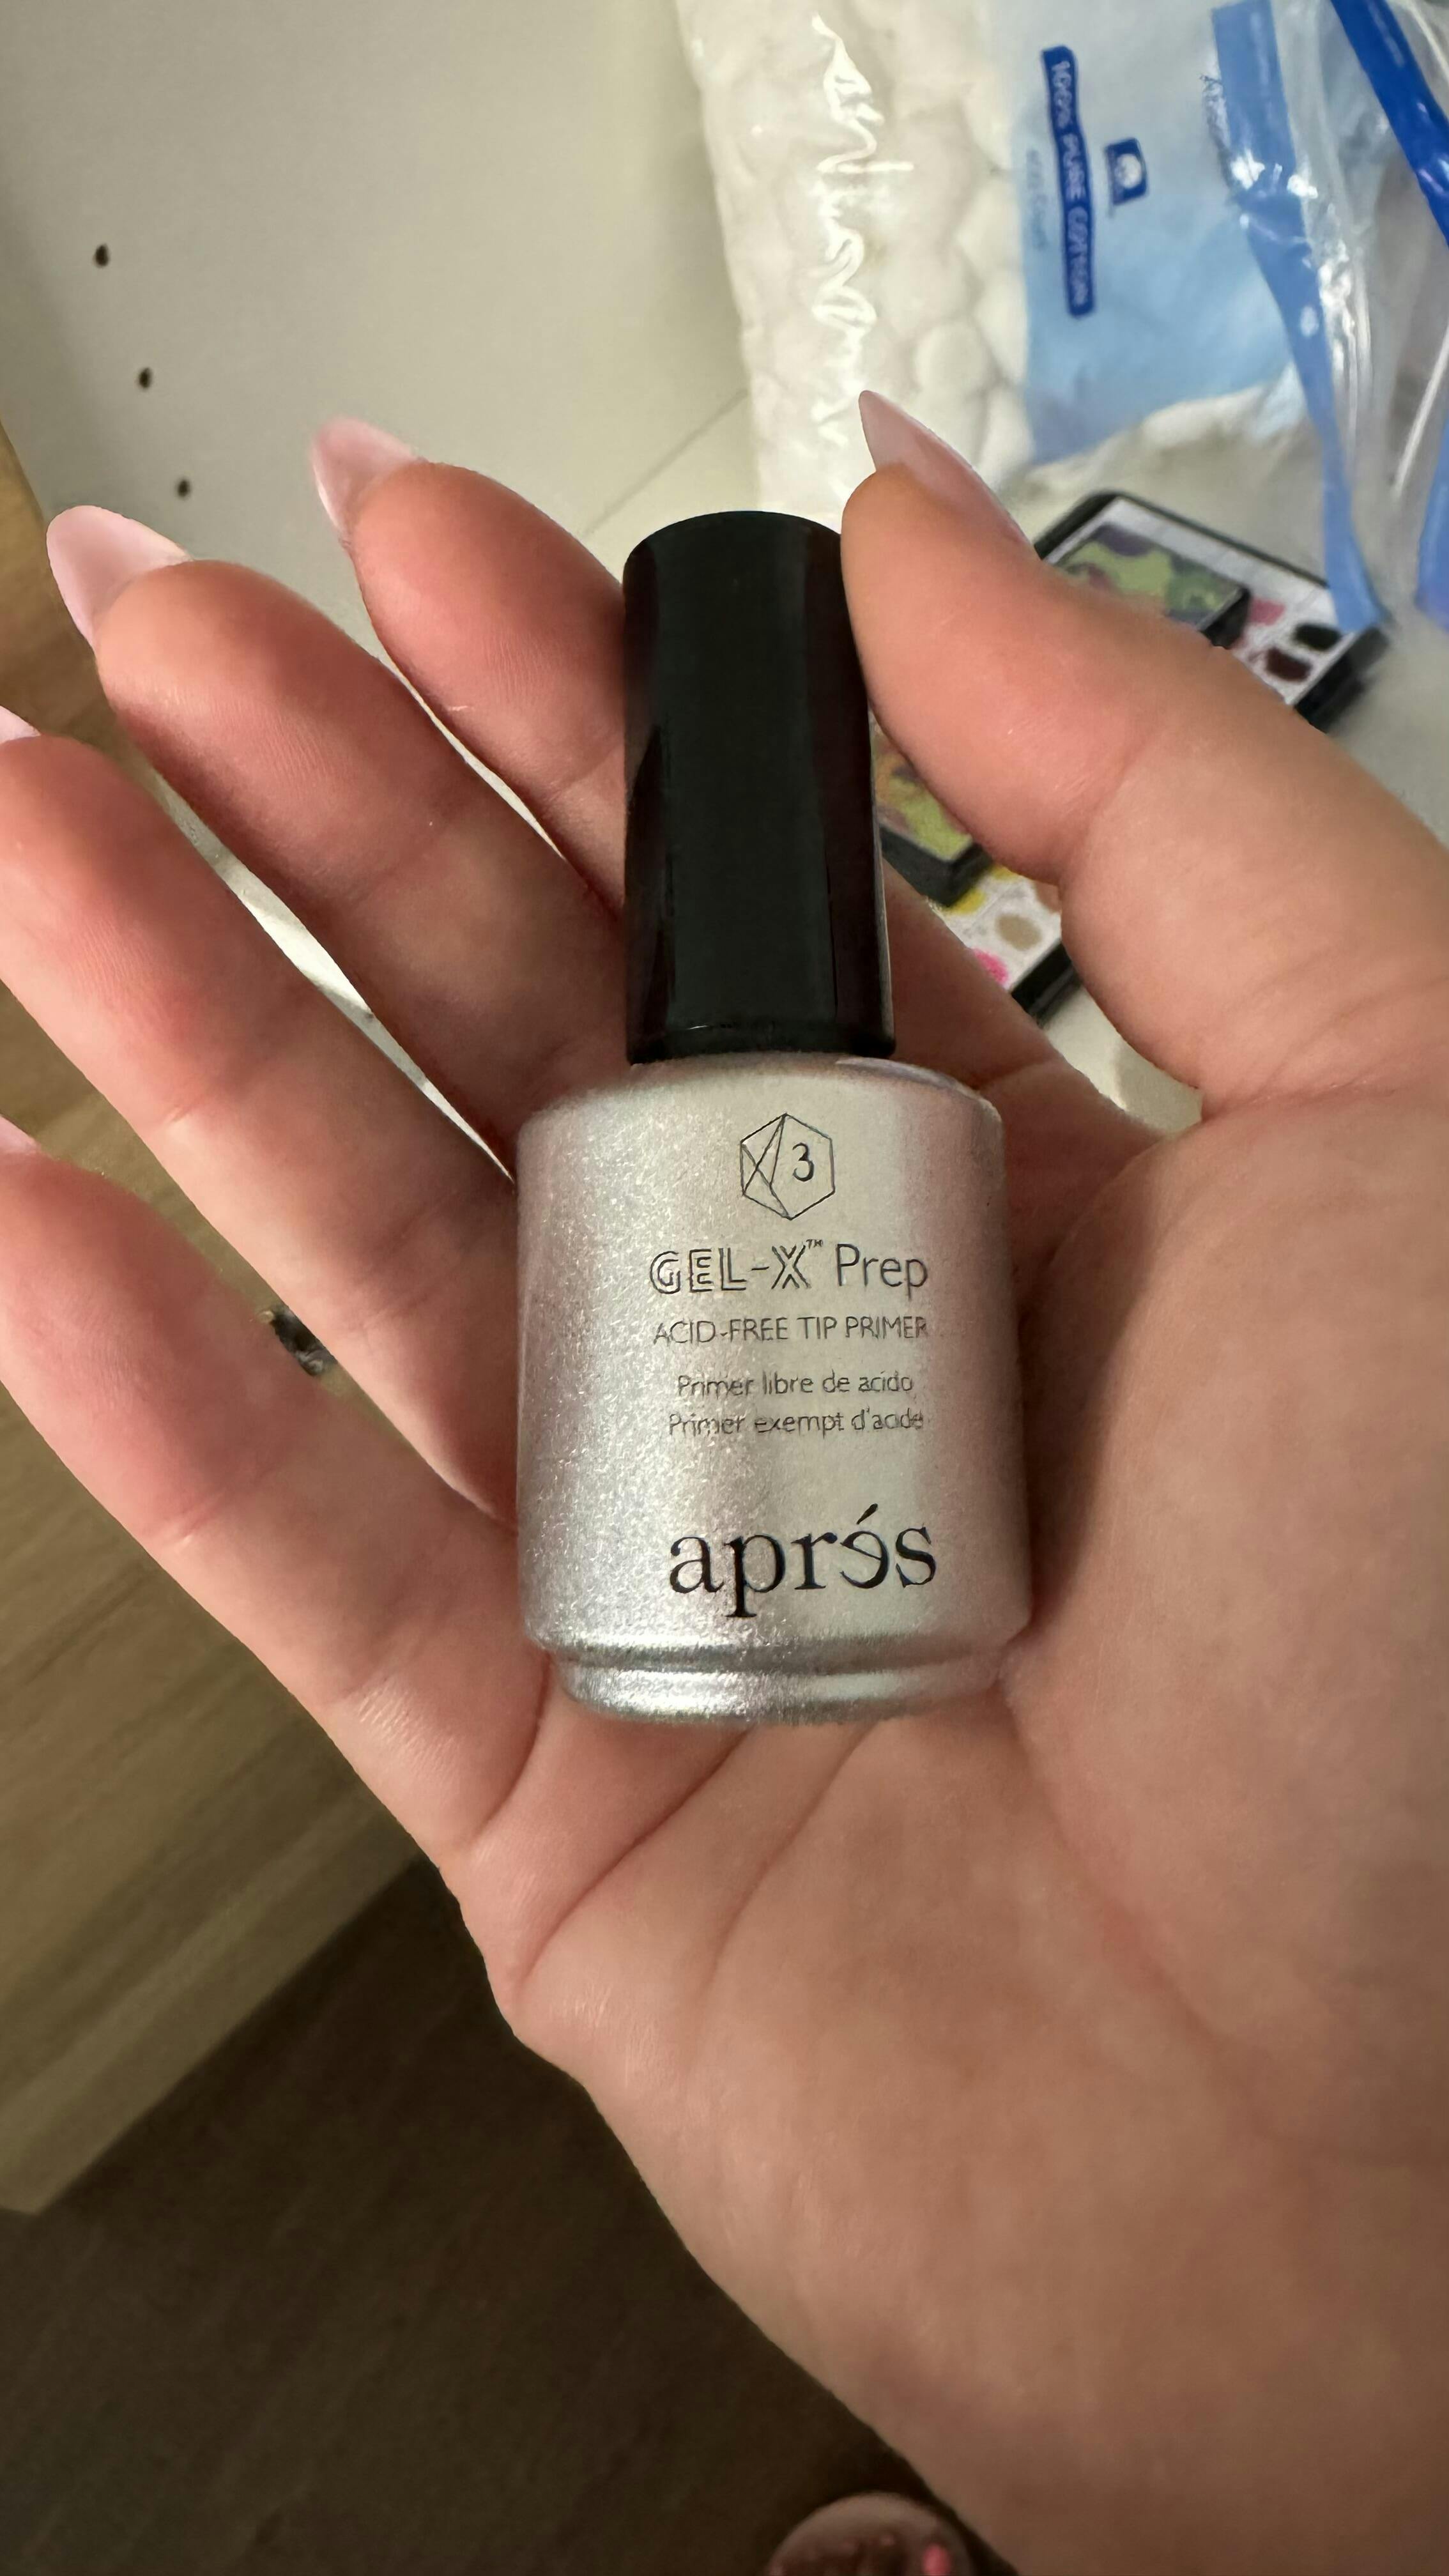 100% PURE COTTON
3
GEL-X™ Prep
ACID-FREE TIP PRIMER
Primer libre de acido
Primer exempt d'acide
aprés